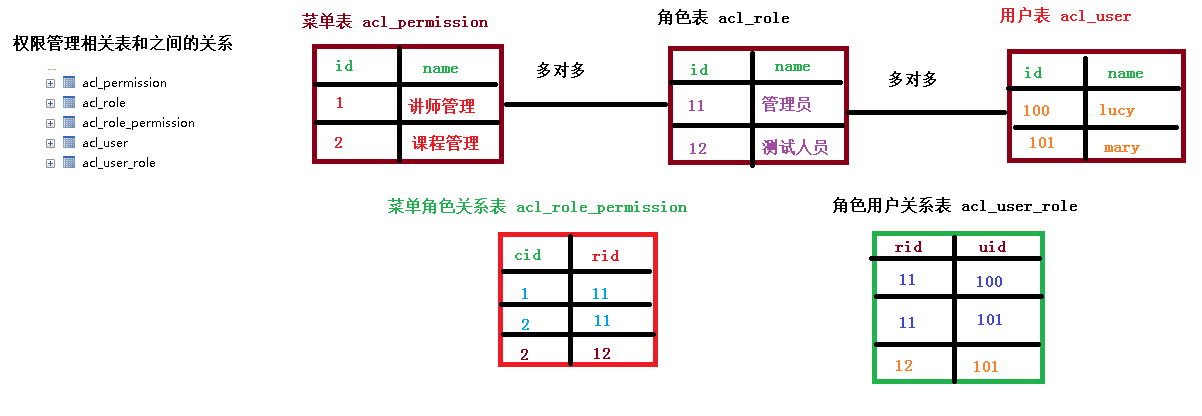 权限管理相关表和之间的关系
acl_permission
acl_role
acl_role_permission
acl_user
acl_user_role
菜单表 acl_permission
id name
1 讲师管理
2 课程管理
多对多
角色表 acl_role
id name
11 管理员
12 测试人员
多对多
用户表 acl_user
id name
100 lucy
101 mary
菜单角色关系表 acl_role_permission
cid rid
1 11
2 11
2 12
角色用户关系表 acl_user_role
rid uid
11 100
11 101
12 101